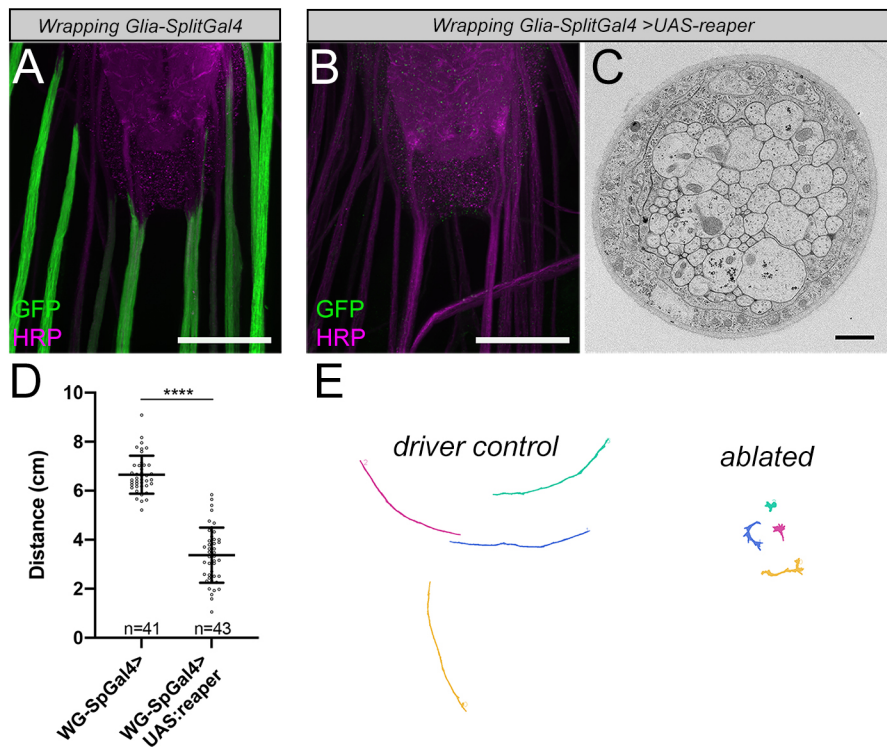 Wrapping Glia-SplitGal4
Wrapping Glia-SplitGal4 >UAS-reaper
A
B
C
GFP
HRP
GFP
HRP
D
E
****
10
8
6
4
2
0
Distance (cm)
n=41
n=43
WG-SpGal4>
WG-SpGal4>
UAS:reaper
driver control
ablated